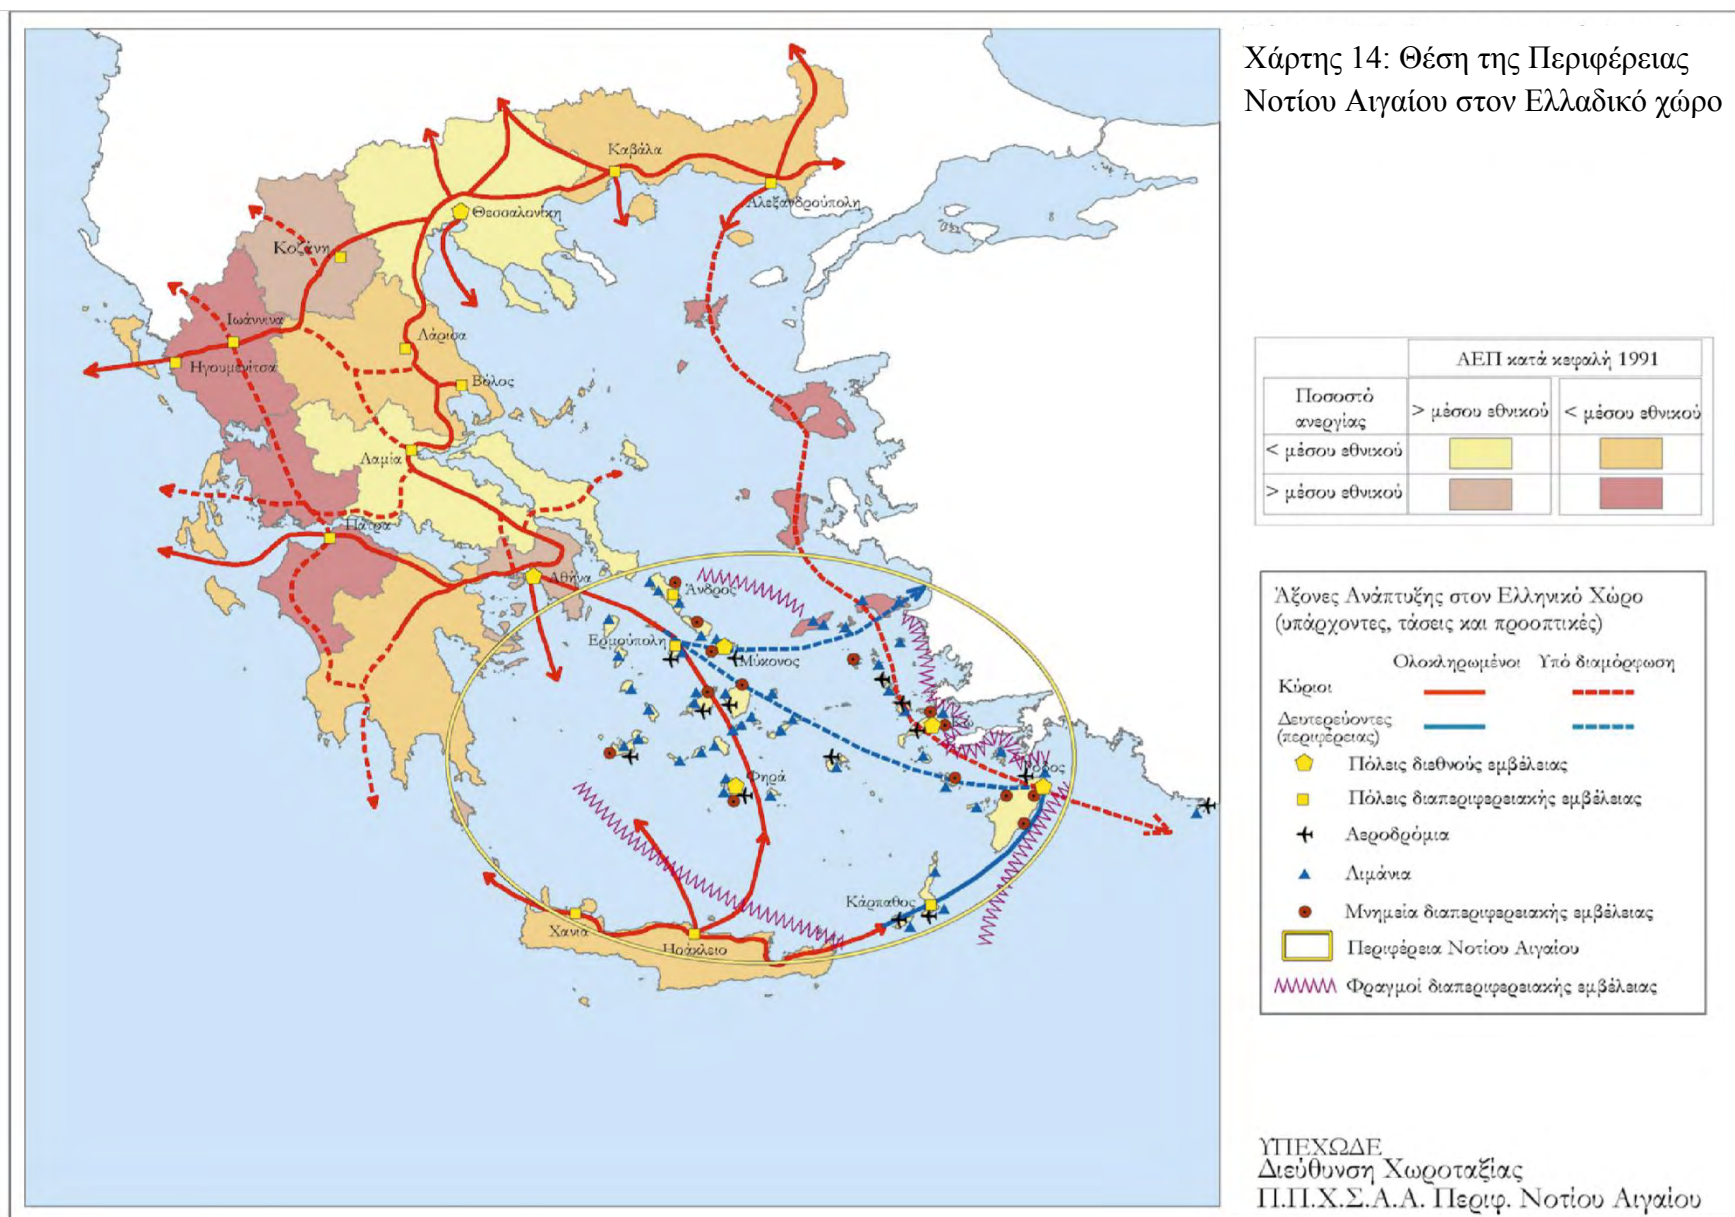 Χάρτης 14: Θέση της Περιφέρειας
Νοτίου Αιγαίου στον Ελλαδικό χώρο
Καβάλα
Αλεξανδρούπολη
Θεσσαλονίκη
Κοζάνη
Ιωάννινα
Ηγουμενίτσα
Λάρισα
Βόλος
Λαμία
Πάτρα
Αθήνα
Άνδρος
Ερμούπολη
Μύκονος
Κω
Ρόδος
Φηρά
Κάρπαθος
Χανιά
Ηράκλειο
ΑΕΠ κατά κεφαλή 1991
Ποσοστό
ανεργίας
> μέσου εθνικού
< μέσου εθνικού
< μέσου εθνικού
> μέσου εθνικού
Άξονες Ανάπτυξης στον Ελληνικό Χώρο
(υπάρχοντες, τάσεις και προοπτικές)
Ολοκληρωμένοι Υπό διαμόρφωση
Κύριοι
Δευτερεύοντες
(περιφέρειας)
Πόλεις διεθνούς εμβέλειας
Πόλεις διαπεριφερειακής εμβέλειας
Αεροδρόμια
Λιμάνια
Μνημεία διαπεριφερειακής εμβέλειας
Περιφέρεια Νοτίου Αιγαίου
Φραγμοί διαπεριφερειακής εμβέλειας
ΥΠΕΧΩΔΕ
Διεύθυνση Χωροταξίας
Π.Π.Χ.Σ.Α.Α. Περιφ. Νοτίου Αιγαίου